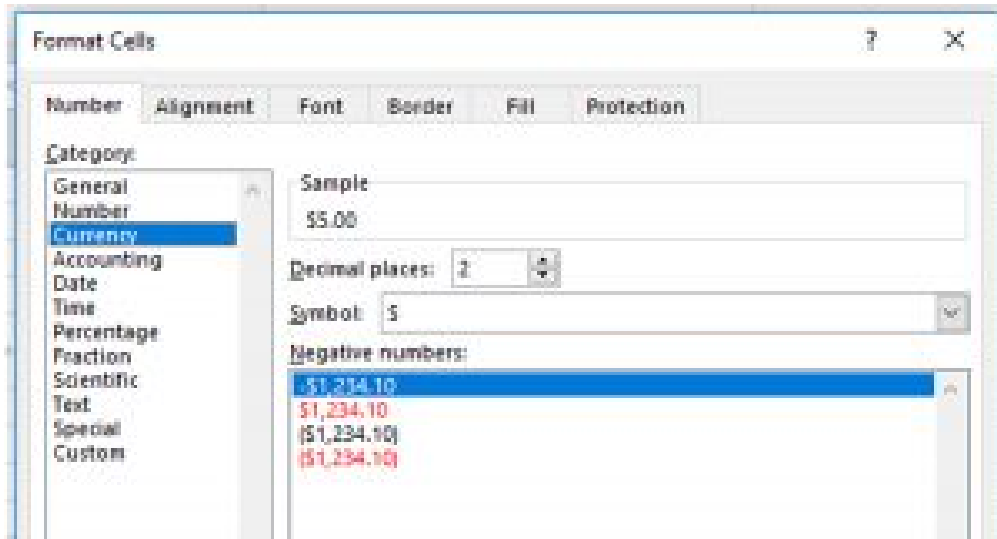 Format Cells ? ×
Number Alignment Font Border Fill Protection
Category:
General
Number
Currency
Accounting
Date
Time
Percentage
Fraction
Scientific
Text
Special
Custom
Sample
$5.00
Decimal places: 2
Symbol: $
Negative numbers:
-$1,234.10
$1,234.10
($1,234.10)
($1,234.10)